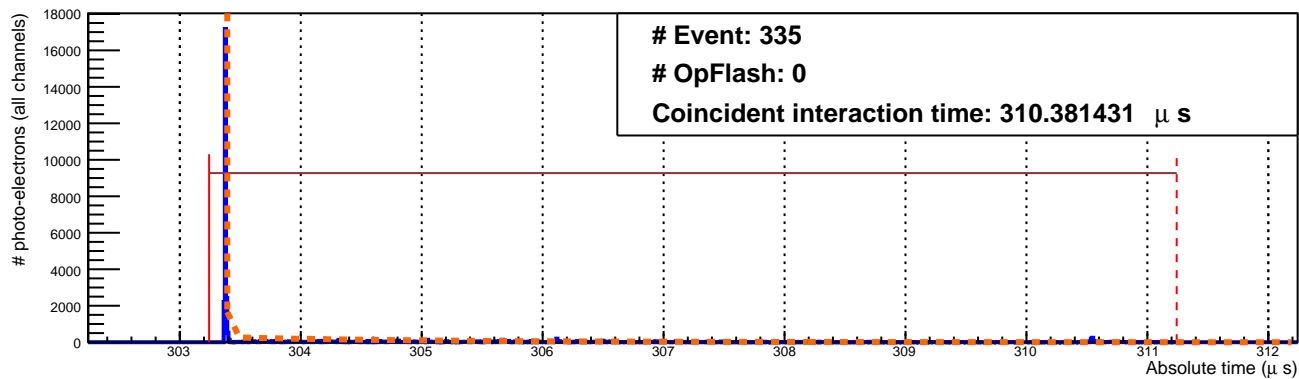 # Event: 335
# OpFlash: 0
Coincident interaction time: 310.381431 μ s
# photo-electrons (all channels)
18000
16000
14000
12000
10000
8000
6000
4000
2000
0
303 304 305 306 307 308 309 310 311 312
Absolute time (μ s)